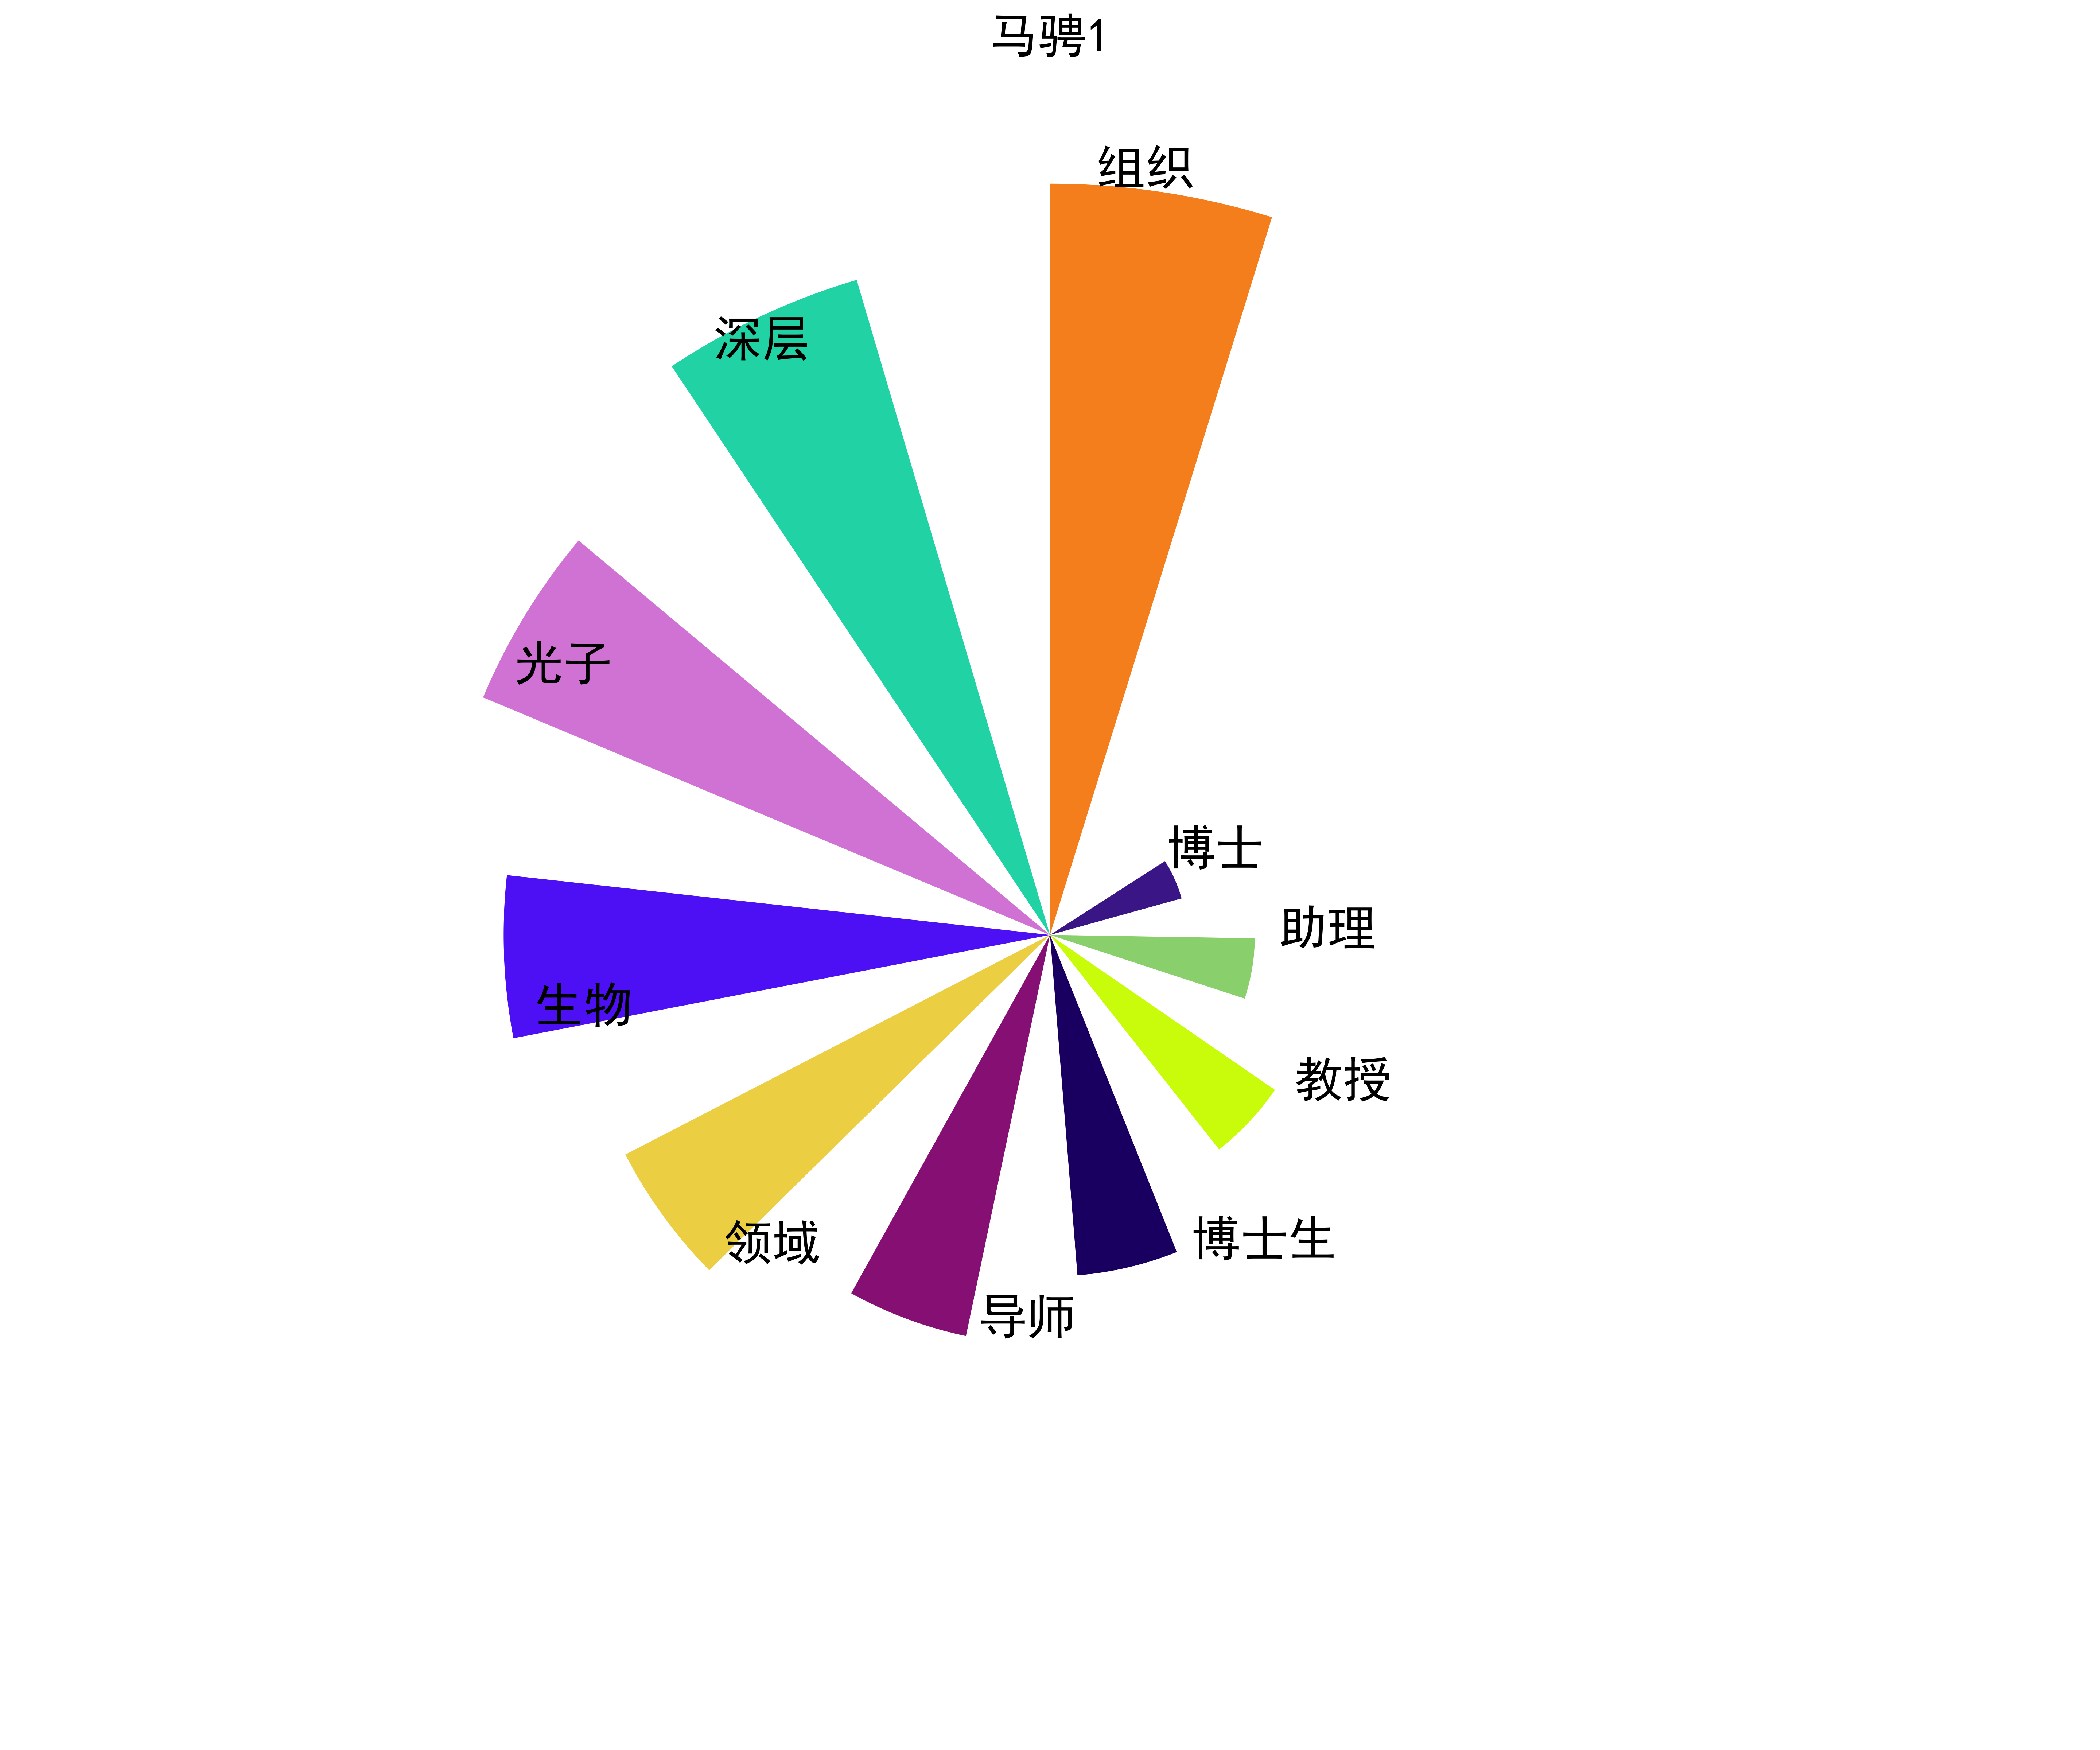 马骋1
组织
深层
光子
博士
助理
生物
教授
领域
博士生
导师